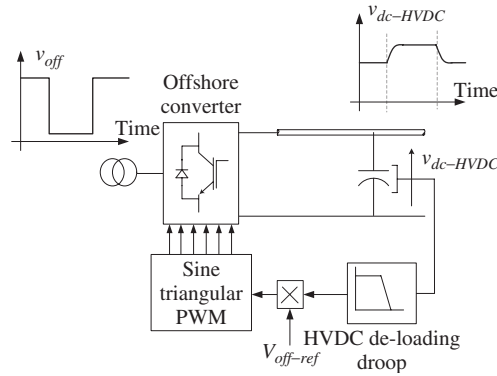 v_dc–HVDC
v_off
Offshore
converter
Time
Time
v_dc–HVDC
Sine
triangular
PWM
V_off–ref
HVDC de-loading
droop